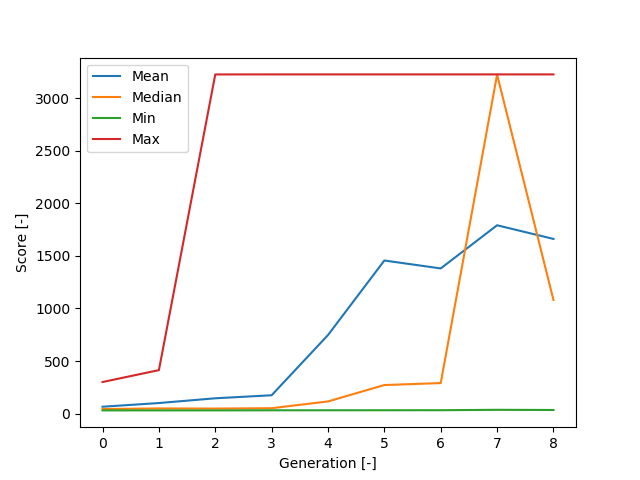 Mean
Median
Min
Max
3000
2500
2000
1500
1000
500
0
Score [-]
0 1 2 3 4 5 6 7 8
Generation [-]